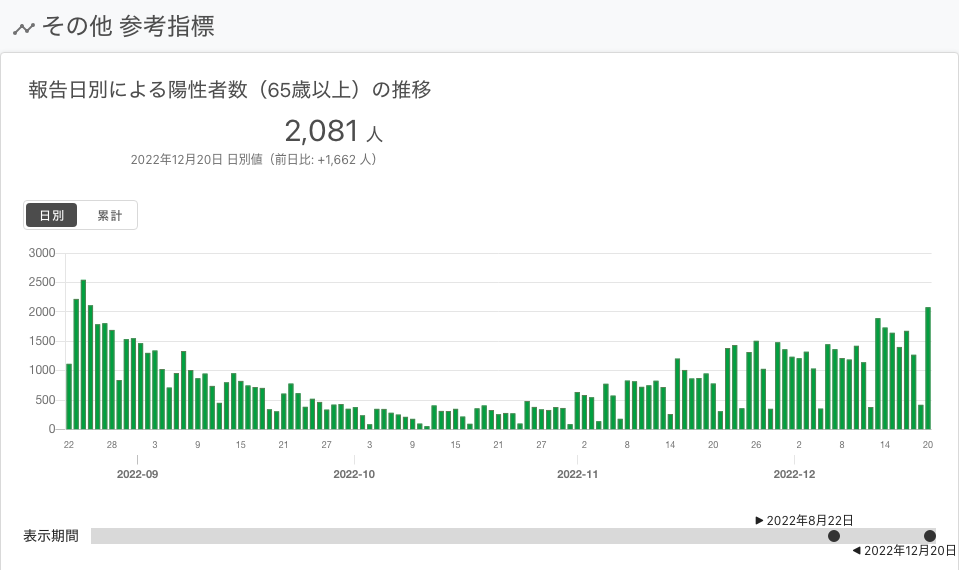 その他 参考指標
報告日別による陽性者数（65歳以上）の推移
2,081 人
2022年12月20日 日別値（前日比: +1,662 人）
日別 累計
3000
2500
2000
1500
1000
500
0
22 28 3 9 15 21 27 3 9 15 21 27 2 8 14 20 26 2 8 14 20
2022-09 2022-10 2022-11 2022-12
2022年8月22日
表示期間
2022年12月20日